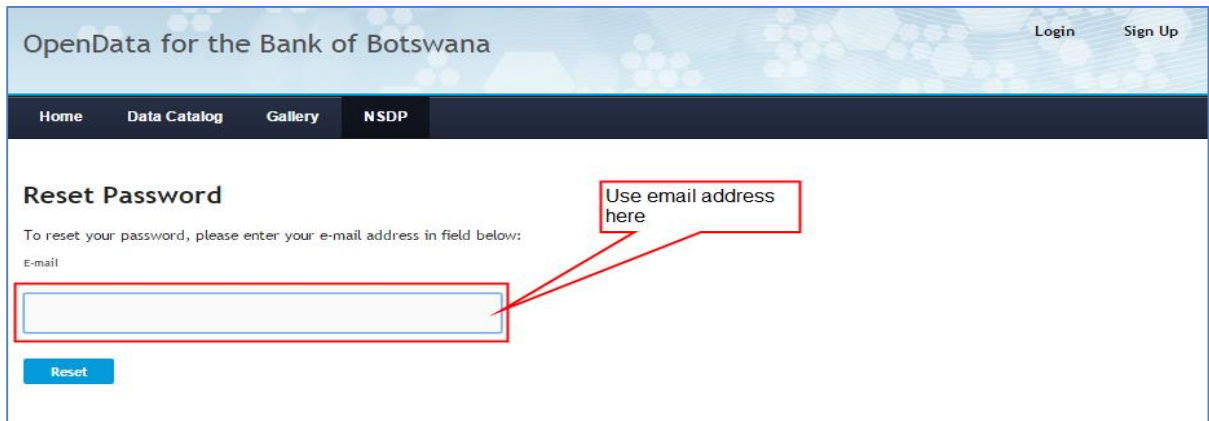 OpenData for the Bank of Botswana
Login Sign Up
Home Data Catalog Gallery NSDP
Reset Password
Use email address
here
To reset your password, please enter your e-mail address in field below:
E-mail
Reset